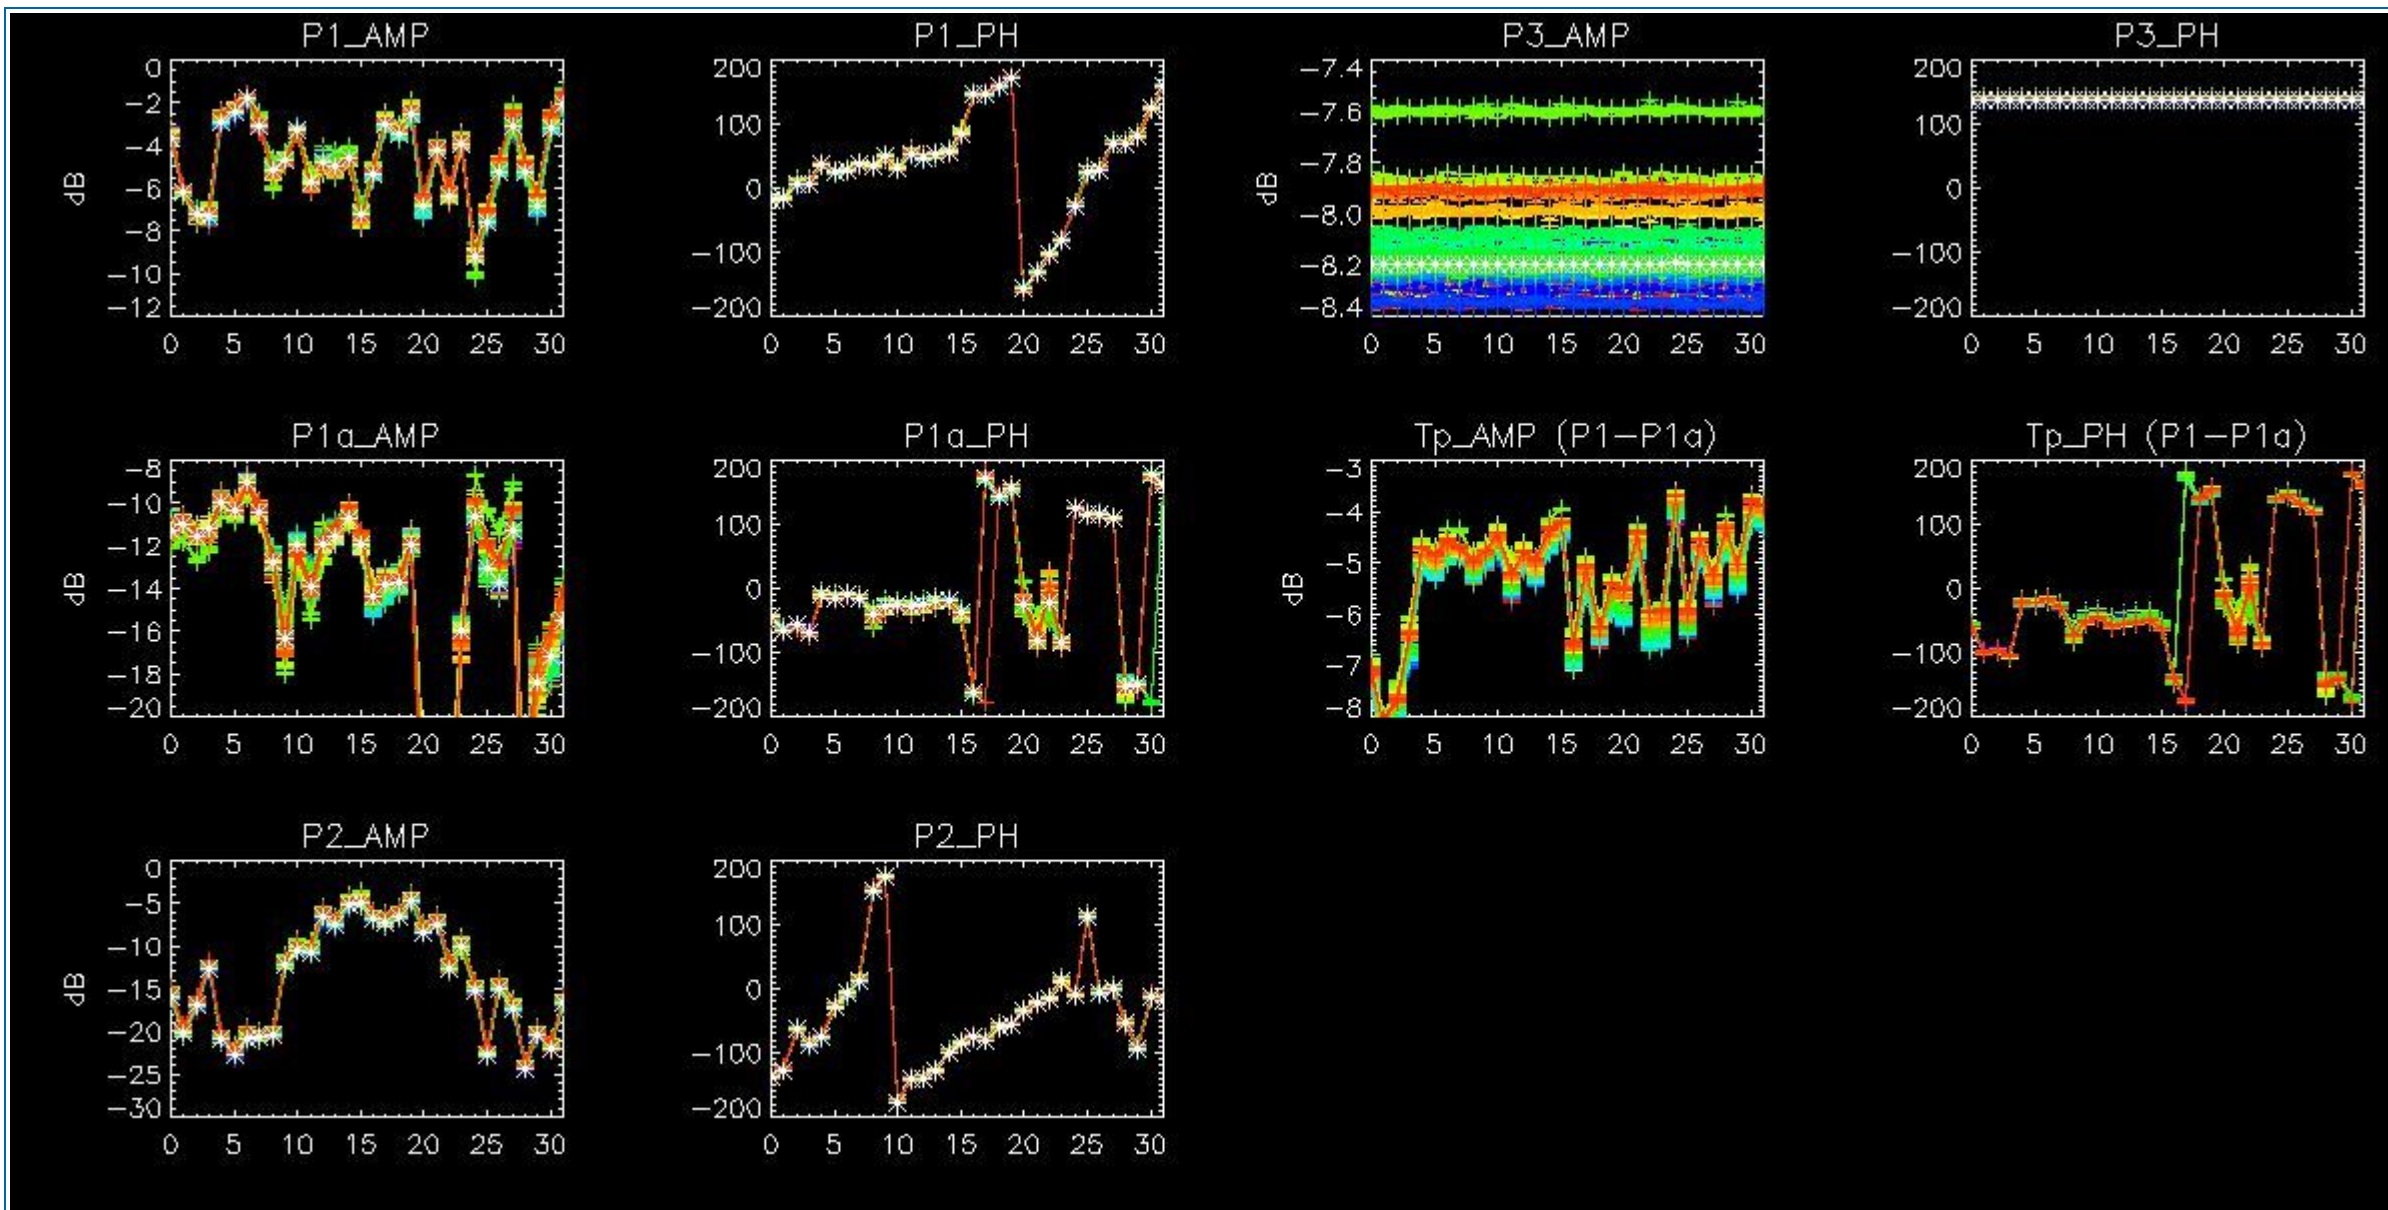 P1_AMP
0
−2
−4
−6
−8
−10
−12
dB
0 5 10 15 20 25 30
P1_PH
200
100
0
−100
−200
0 5 10 15 20 25 30
P3_AMP
−7.4
−7.6
−7.8
−8.0
−8.2
−8.4
dB
0 5 10 15 20 25 30
P3_PH
200
100
0
−100
−200
0 5 10 15 20 25 30
P1a_AMP
−8
−10
−12
−14
−16
−18
−20
dB
0 5 10 15 20 25 30
P1a_PH
200
100
0
−100
−200
0 5 10 15 20 25 30
Tp_AMP (P1−P1a)
−3
−4
−5
−6
−7
−8
dB
0 5 10 15 20 25 30
Tp_PH (P1−P1a)
200
100
0
−100
−200
0 5 10 15 20 25 30
P2_AMP
0
−5
−10
−15
−20
−25
−30
dB
0 5 10 15 20 25 30
P2_PH
200
100
0
−100
−200
0 5 10 15 20 25 30